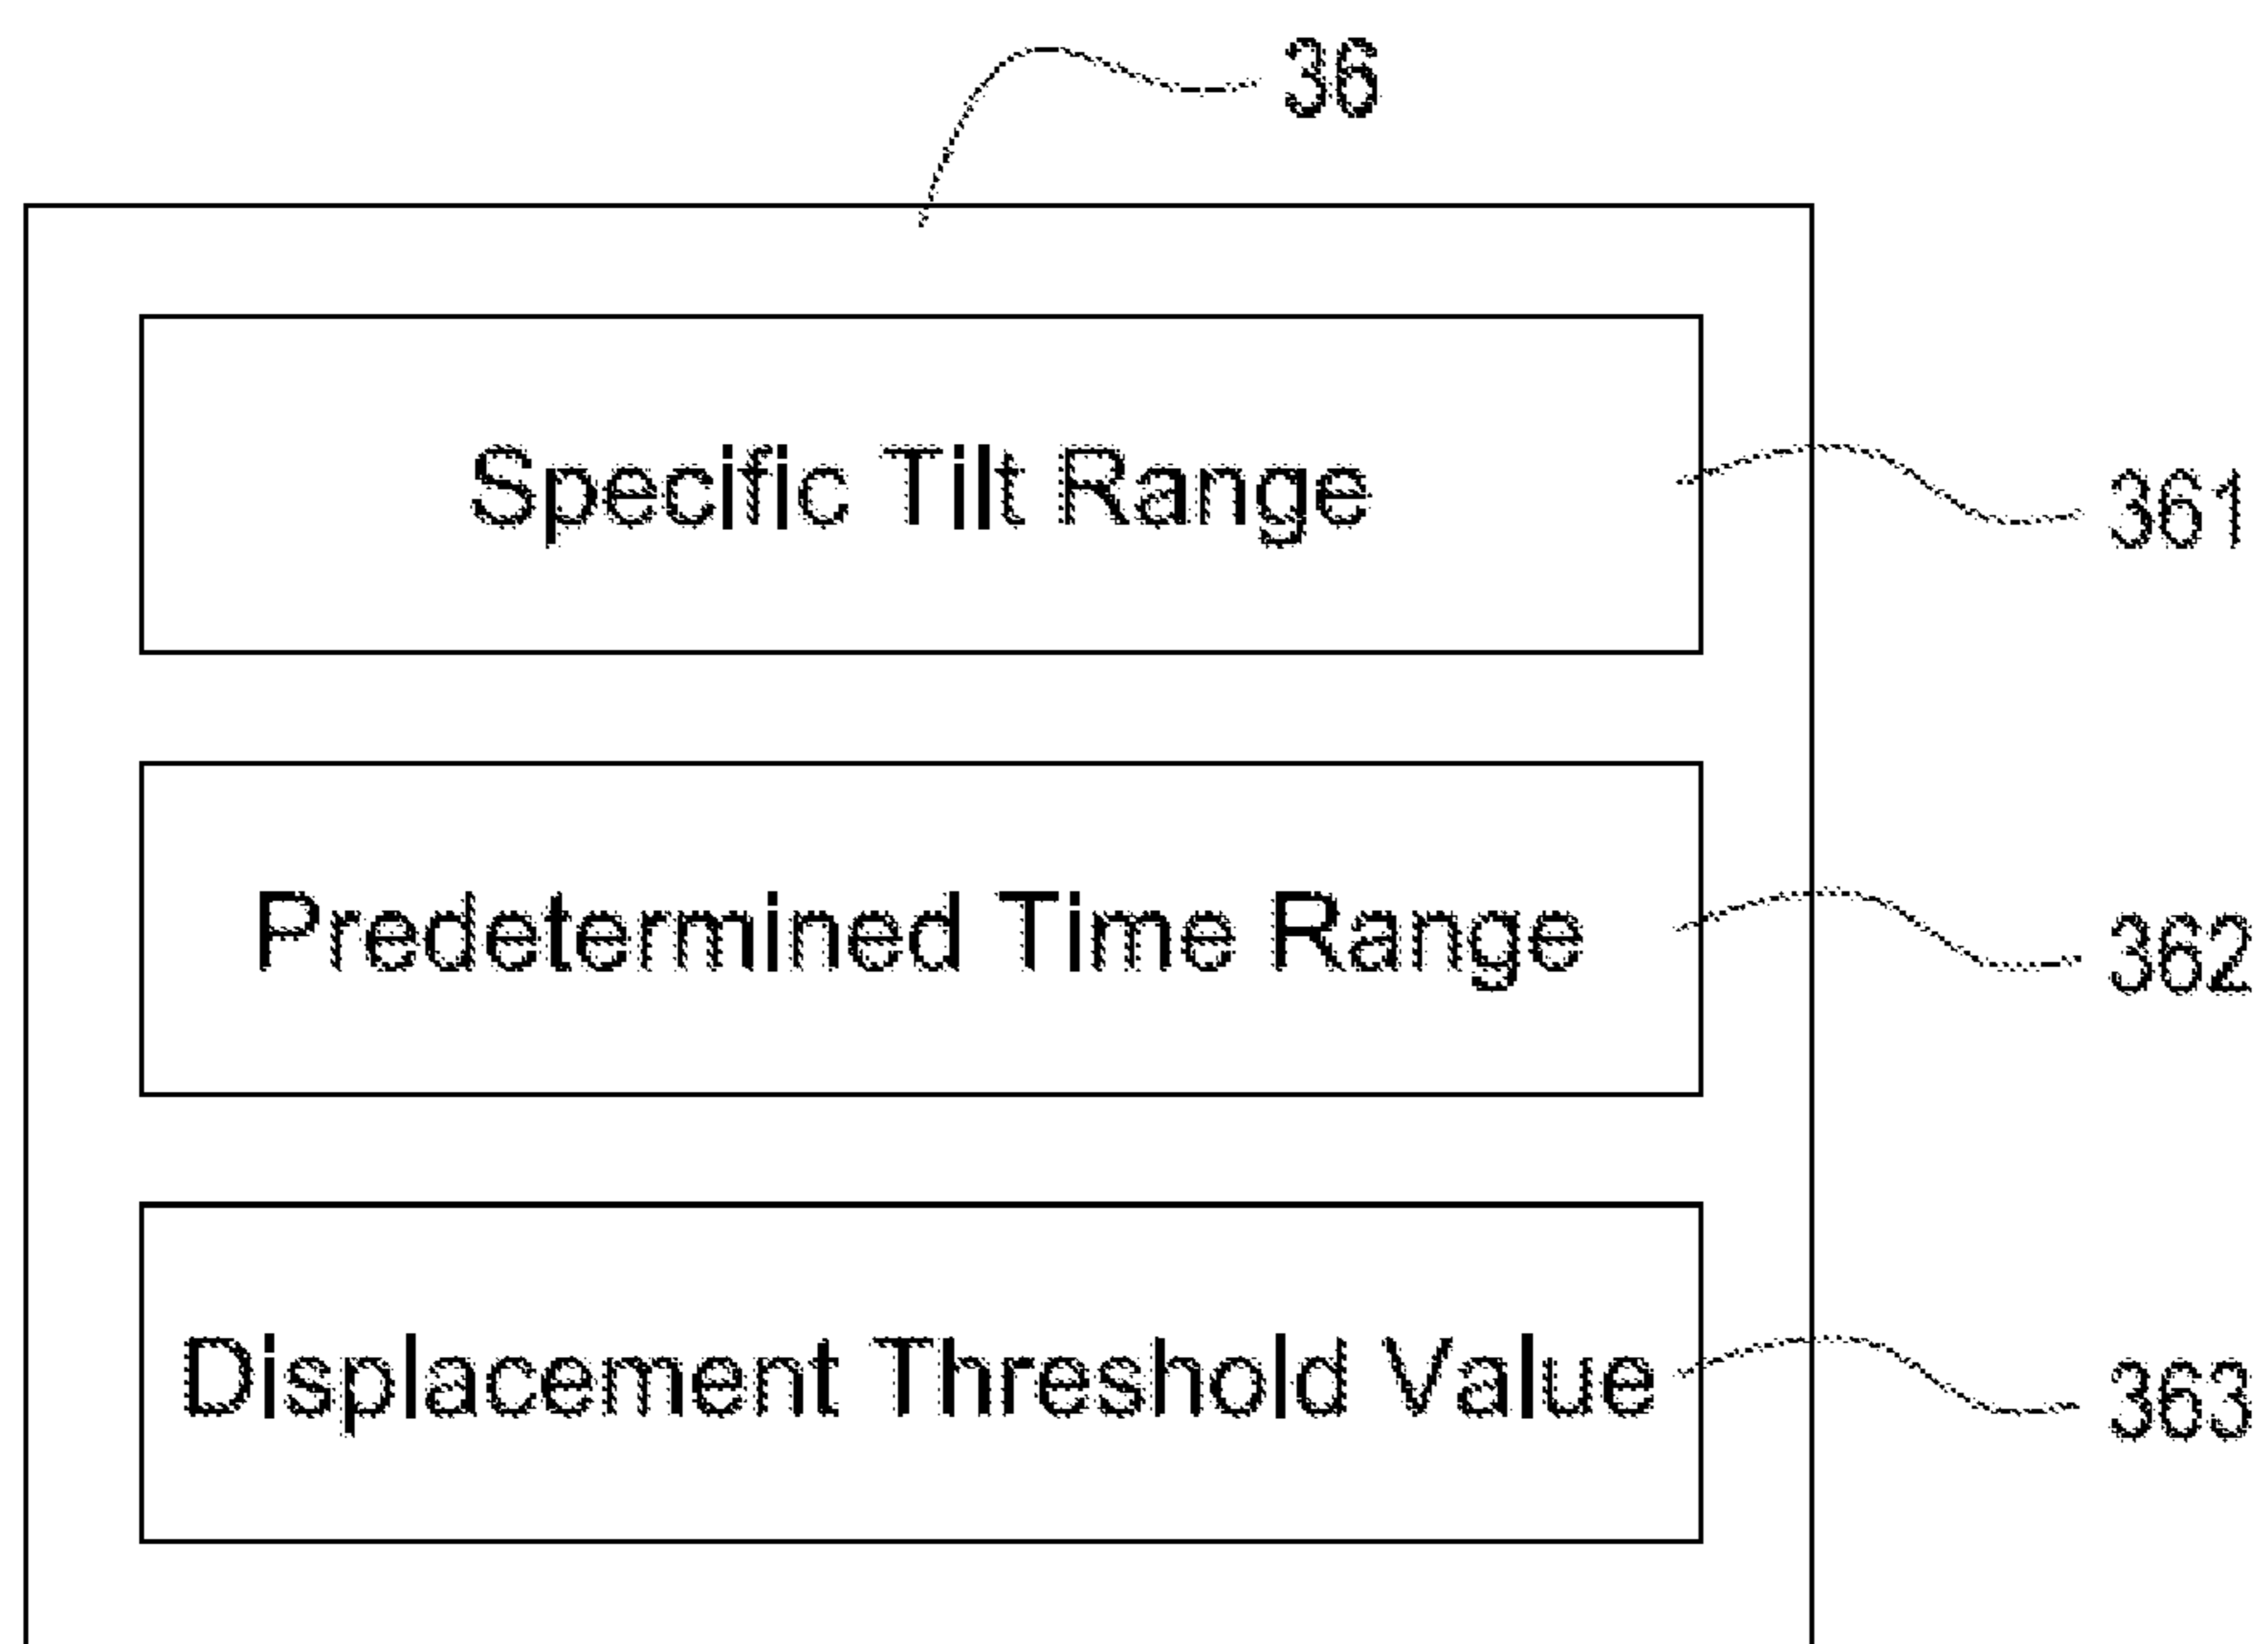 36
Specific Tilt Range
361
Predetermined Time Range
362
Displacement Threshold Value
363